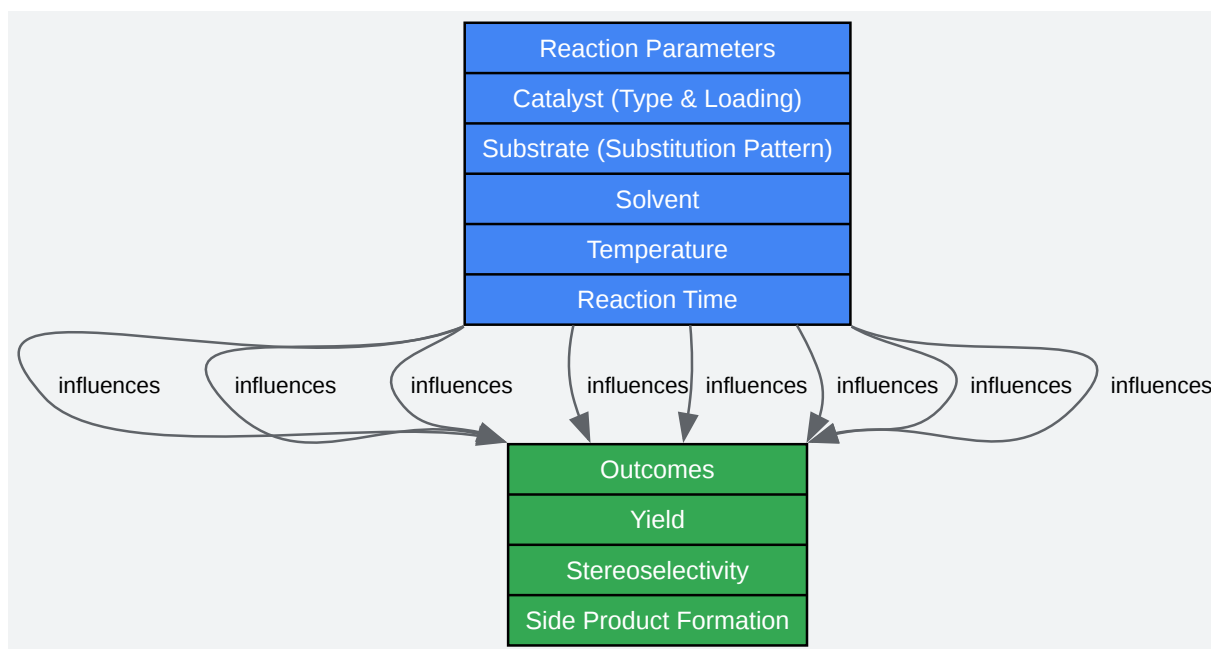 Reaction Parameters
Catalyst (Type & Loading)
Substrate (Substitution Pattern)
Solvent
Temperature
Reaction Time
influences influences influences influences influences influences influences influences
Outcomes
Yield
Stereoselectivity
Side Product Formation